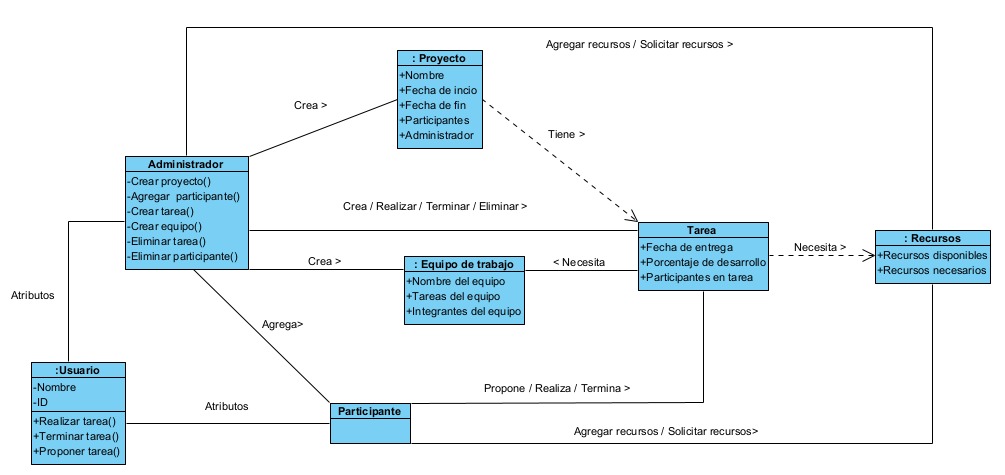 Agregar recursos / Solicitar recursos >
: Proyecto
+Nombre
+Fecha de incio
+Fecha de fin
+Participantes
+Administrador
Crea >
Tiene >
Administrador
-Crear proyecto()
-Agregar participante()
-Crear tarea()
-Crear equipo()
-Eliminar tarea()
-Eliminar participante()
Crea / Realizar / Terminar / Eliminar >
Tarea
+Fecha de entrega
+Porcentaje de desarrollo
+Participantes en tarea
Necesita >
: Recursos
+Recursos disponibles
+Recursos necesarios
Crea >
: Equipo de trabajo
+Nombre del equipo
+Tareas del equipo
+Integrantes del equipo
< Necesita
Atributos
Agrega>
:Usuario
-Nombre
-ID
+Realizar tarea()
+Terminar tarea()
+Proponer tarea()
Atributos
Participante
Propone / Realiza / Termina >
Agregar recursos / Solicitar recursos>